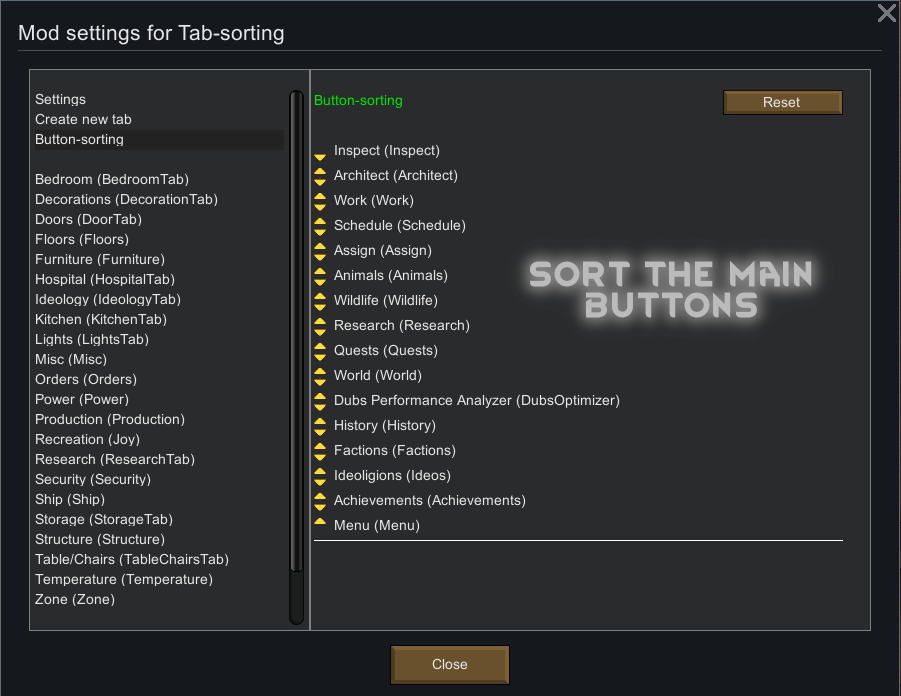 Mod settings for Tab-sorting
Settings
Create new tab
Button-sorting
Bedroom (BedroomTab)
Decorations (DecorationTab)
Doors (DoorTab)
Floors (Floors)
Furniture (Furniture)
Hospital (HospitalTab)
Ideology (IdeologyTab)
Kitchen (KitchenTab)
Lights (LightsTab)
Misc (Misc)
Orders (Orders)
Power (Power)
Production (Production)
Recreation (Joy)
Research (ResearchTab)
Security (Security)
Ship (Ship)
Storage (StorageTab)
Structure (Structure)
Table/Chairs (TableChairsTab)
Temperature (Temperature)
Zone (Zone)
Button-sorting
Reset
Inspect (Inspect)
Architect (Architect)
Work (Work)
Schedule (Schedule)
Assign (Assign)
Animals (Animals)
Wildlife (Wildlife)
Research (Research)
Quests (Quests)
World (World)
Dubs Performance Analyzer (DubsOptimizer)
History (History)
Factions (Factions)
Ideoligions (Ideos)
Achievements (Achievements)
Menu (Menu)
SORT THE MAIN
BUTTONS
Close